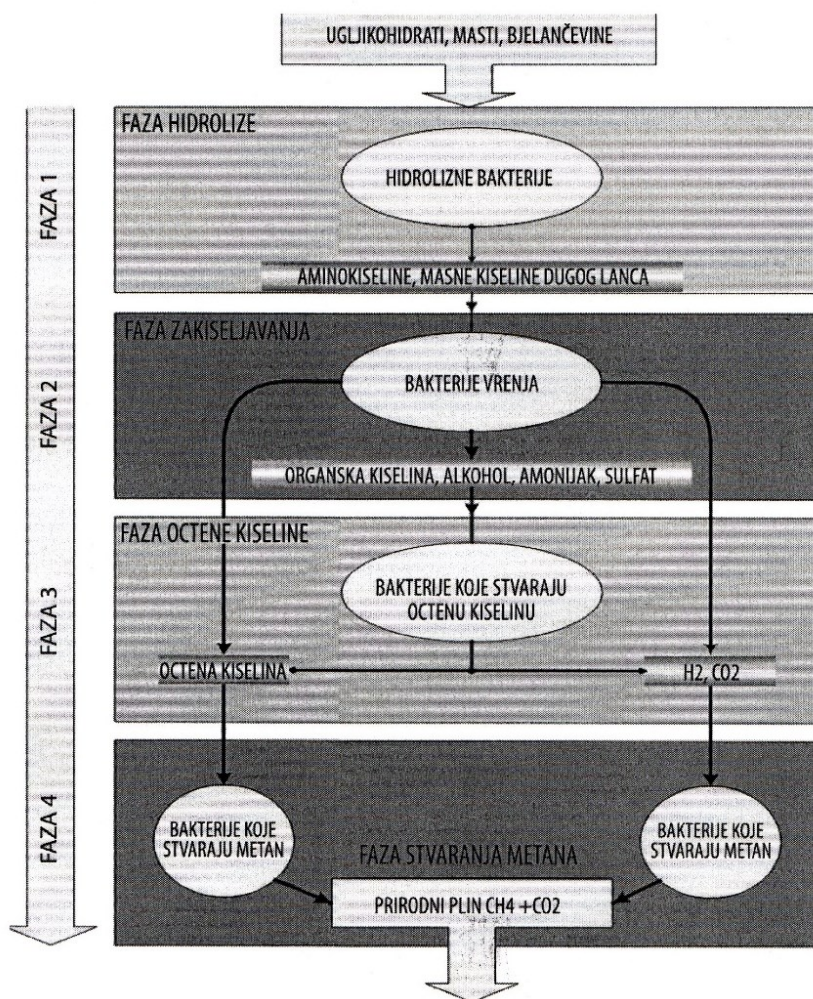 UGLJIKOHIDRATI, MASTI, BJELANČEVINE
FAZA 1
FAZA HIDROLIZE
HIDROLIZNE BAKTERIJE
AMINOKISELINE, MASNE KISELINE DUGOG LANCA
FAZA 2
FAZA ZAKISELJAVANJA
BAKTERIJE VRENJA
ORGANSKA KISELINA, ALKOHOL, AMONIJAK, SULFAT
FAZA 3
FAZA OCTENE KISELINE
BAKTERIJE KOJE STVARAJU
OCTENU KISELINU
OCTENA KISELINA
H2, CO2
FAZA 4
BAKTERIJE KOJE
STVARAJU METAN
BAKTERIJE KOJE
STVARAJU METAN
FAZA STVARANJA METANA
PRIRODNI PLIN CH4 +CO2